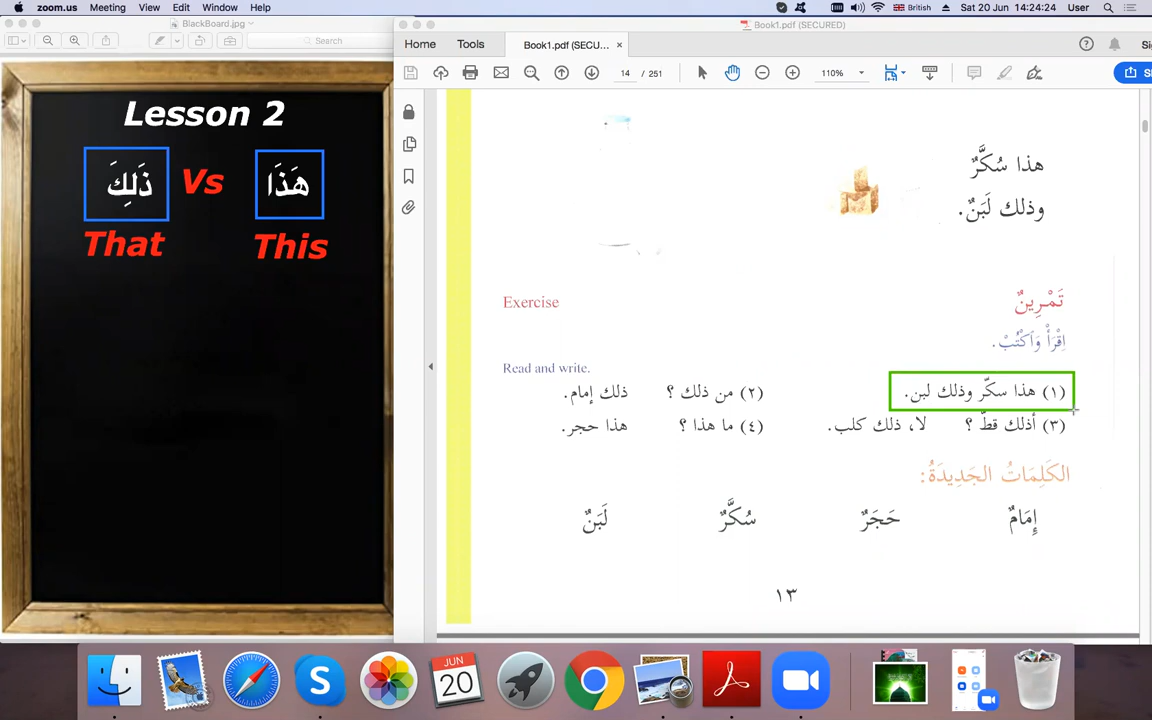 zoom.us Meeting View Edit Window Help
British Sat 20 Jun 14:24:24 User
BlackBoard.jpg
Search
Book1.pdf (SECURED)
Home Tools Book1.pdf (SECU... ×
14 / 251 110%
Lesson 2
هَذَا Vs ذَلِكَ
This That
هذا سُكَّرٌ
وذلك لَبَنٌ.
تَمْرِينٌ Exercise
اِقْرَأْ وَاكْتُبْ.
Read and write.
(١) هذا سكّر وذلك لبن. (٢) من ذلك ؟ ذلك إمام.
(٣) أذلك قطّ ؟ لا، ذلك كلب. (٤) ما هذا ؟ هذا حجر.
الكَلِمَاتُ الجَدِيدَةُ:
إِمَامٌ حَجَرٌ سُكَّرٌ لَبَنٌ
١٣
JUN
20